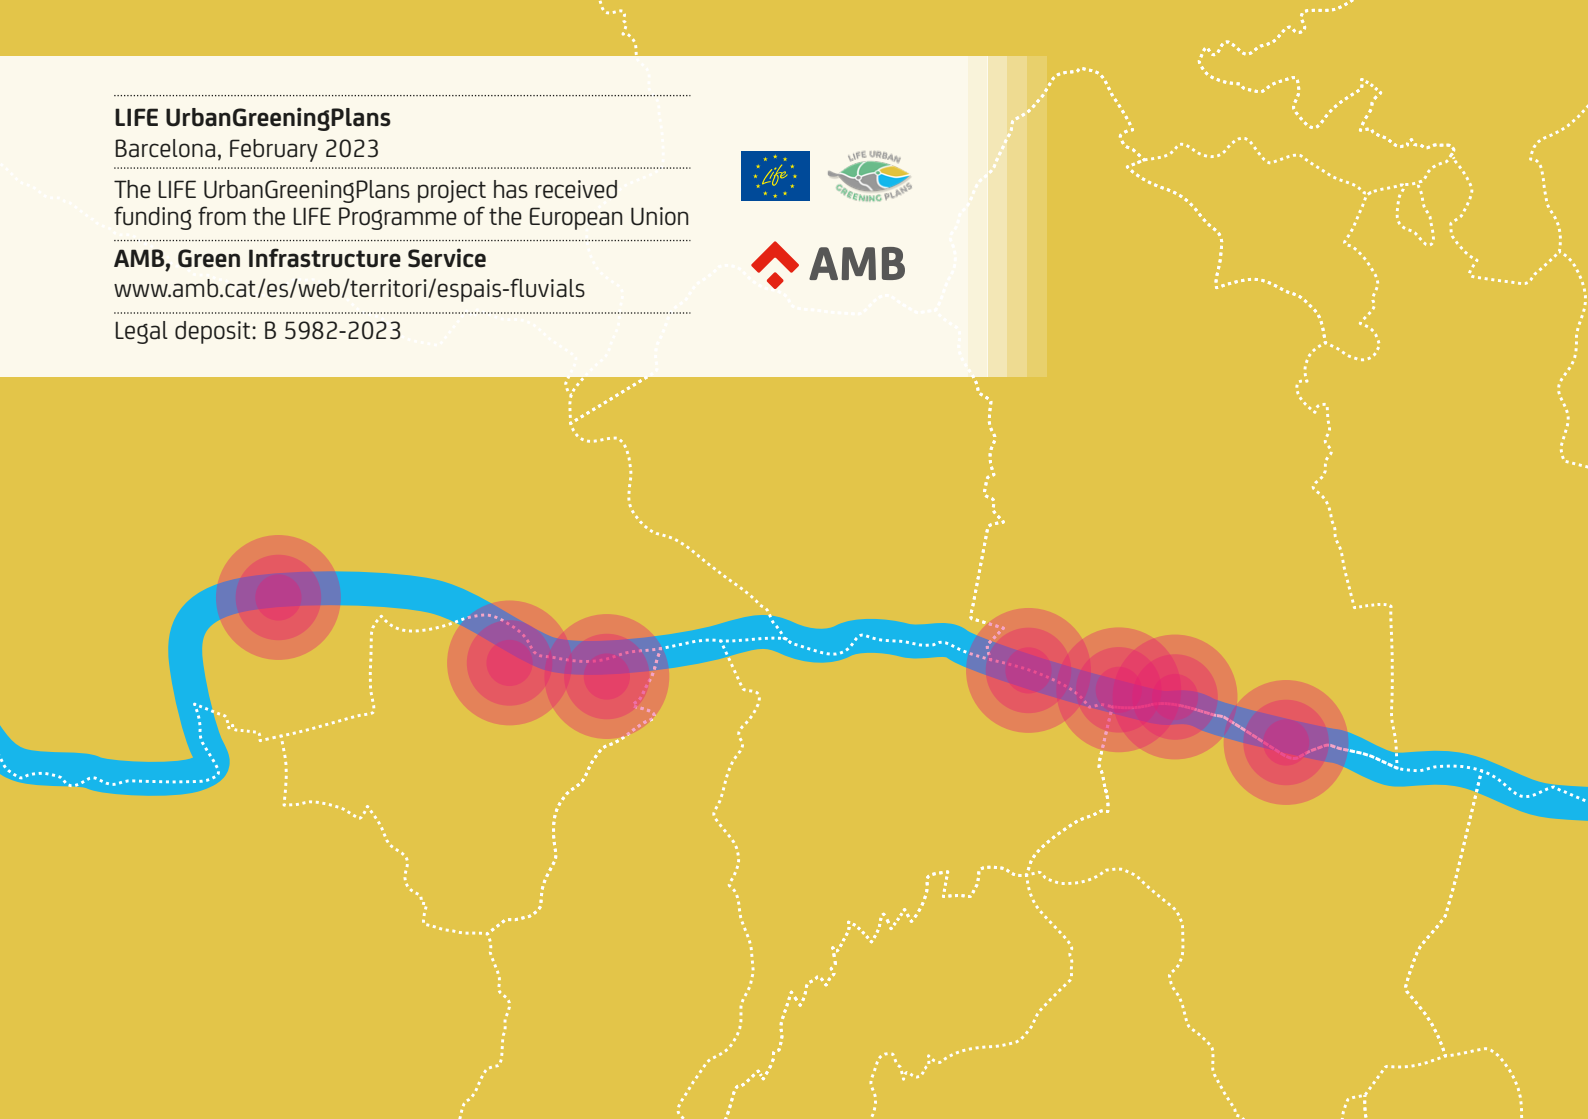 LIFE UrbanGreeningPlans
Barcelona, February 2023
The LIFE UrbanGreeningPlans project has received
funding from the LIFE Programme of the European Union
AMB, Green Infrastructure Service
www.amb.cat/es/web/territori/espais-fluvials
Legal deposit: B 5982-2023
Life
LIFE URBAN
GREENING PLANS
AMB